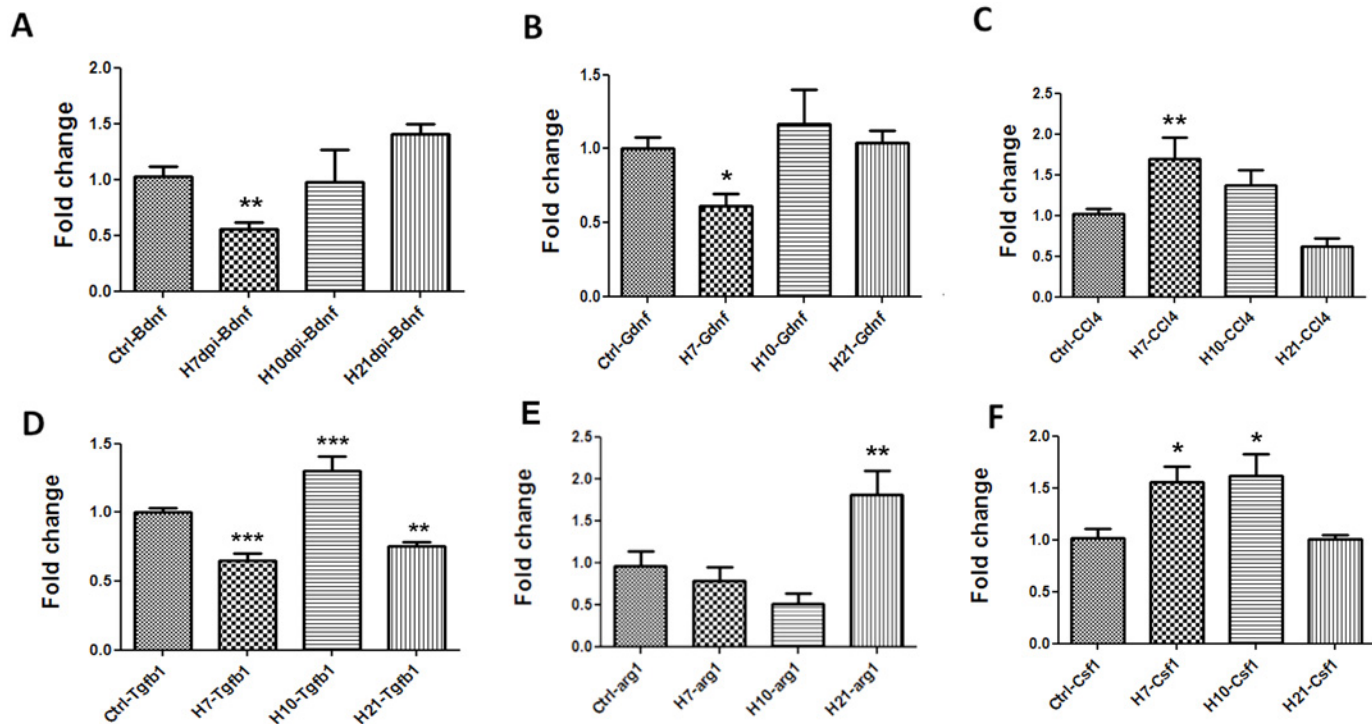 A
Fold change
2.0
1.5
1.0
0.5
0.0
**
Ctrl-Bdnf
H7dpi-Bdnf
H10dpi-Bdnf
H21dpi-Bdnf
B
Fold change
1.5
1.0
0.5
0.0
*
Ctrl-Gdnf
H7-Gdnf
H10-Gdnf
H21-Gdnf
C
Fold change
2.5
2.0
1.5
1.0
0.5
0.0
**
Ctrl-CCl4
H7-CCl4
H10-CCl4
H21-CCl4
D
Fold change
1.5
1.0
0.5
0.0
***
***
**
Ctrl-Tgfb1
H7-Tgfb1
H10-Tgfb1
H21-Tgfb1
E
Fold change
2.5
2.0
1.5
1.0
0.5
0.0
**
Ctrl-arg1
H7-arg1
H10-arg1
H21-arg1
F
Fold change
2.0
1.5
1.0
0.5
0.0
*
*
Ctrl-Csf1
H7-Csf1
H10-Csf1
H21-Csf1